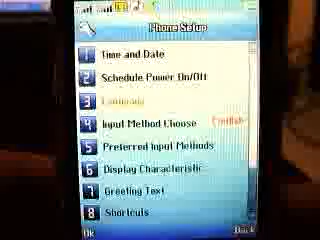 Phone Setup
1 Time and Date
2 Schedule Power On/Off
3 Language
4 Input Method Choose English
5 Preferred Input Methods
6 Display Characteristic
7 Greeting Text
8 Shortcuts
Ok Back